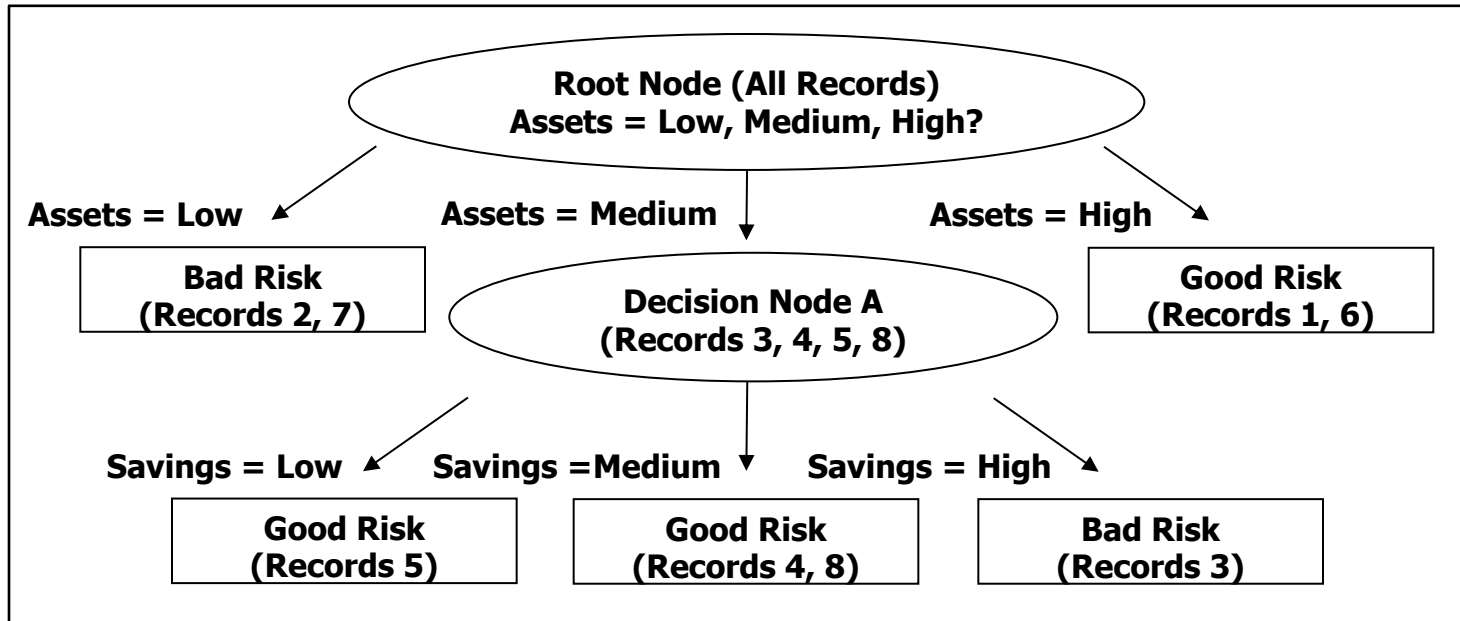 Root Node (All Records)
Assets = Low, Medium, High?
Assets = Low
Assets = Medium
Assets = High
Bad Risk
(Records 2, 7)
Decision Node A
(Records 3, 4, 5, 8)
Good Risk
(Records 1, 6)
Savings = Low
Savings =Medium
Savings = High
Good Risk
(Records 5)
Good Risk
(Records 4, 8)
Bad Risk
(Records 3)